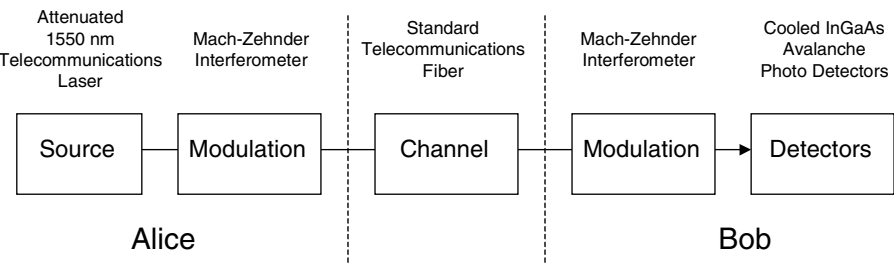 Attenuated
1550 nm
Telecommunications
Laser
Mach-Zehnder
Interferometer
Standard
Telecommunications
Fiber
Mach-Zehnder
Interferometer
Cooled InGaAs
Avalanche
Photo Detectors
Source
Modulation
Channel
Modulation
Detectors
Alice
Bob